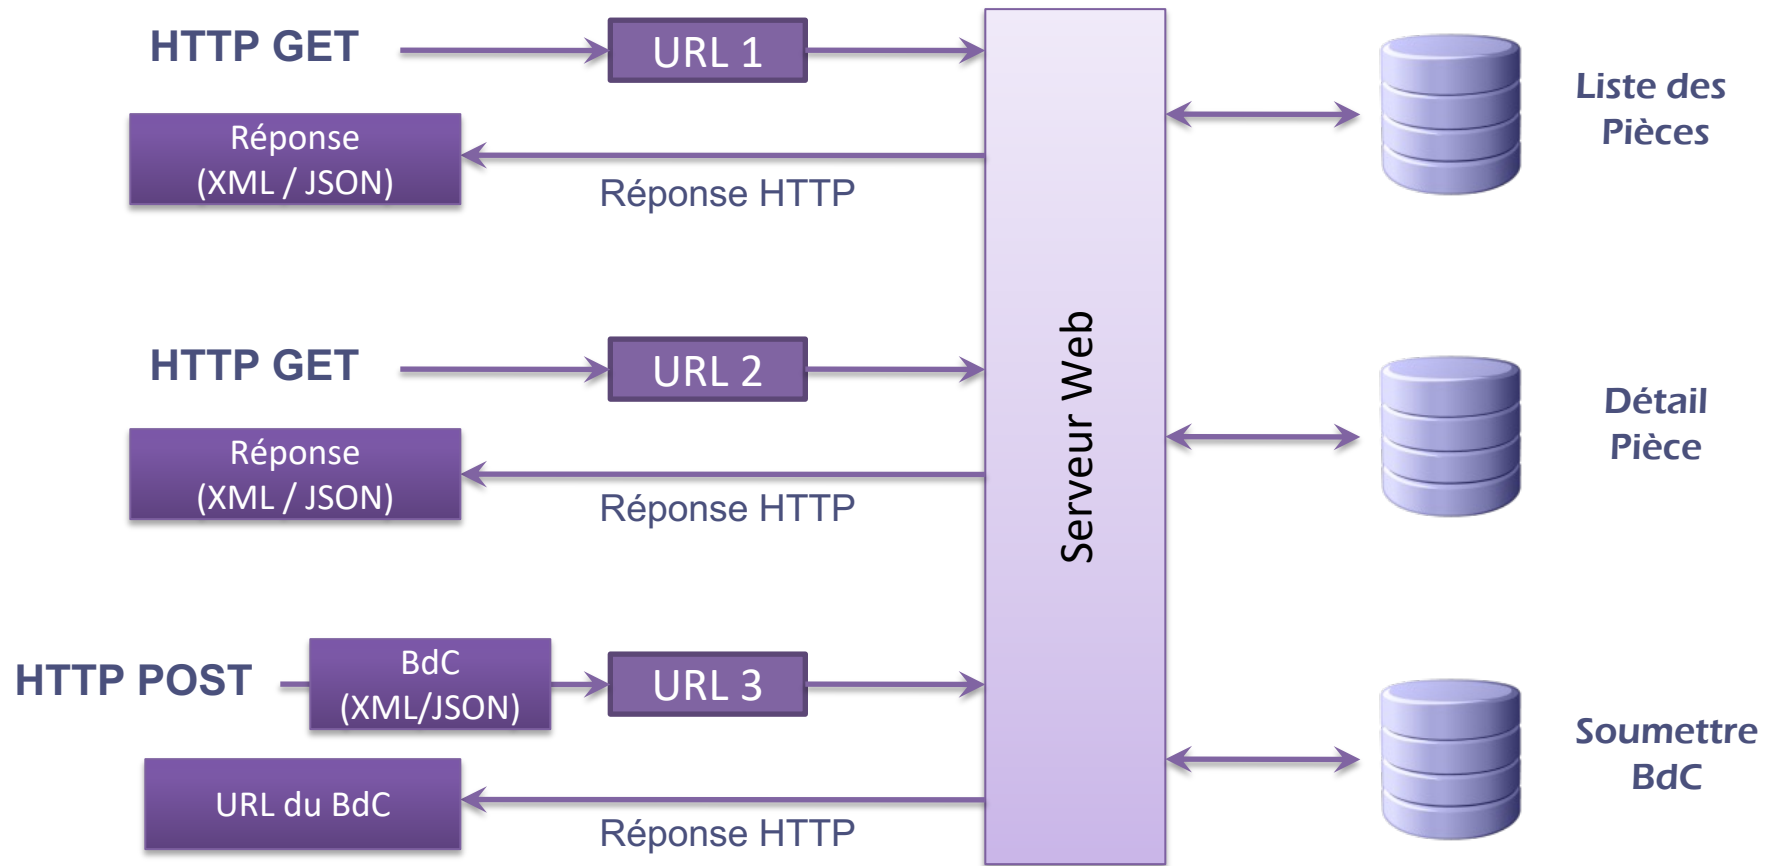 HTTP GET
URL 1
Réponse
(XML / JSON)
Réponse HTTP
Liste des
Pièces
HTTP GET
URL 2
Réponse
(XML / JSON)
Réponse HTTP
Serveur Web
Détail
Pièce
HTTP POST
BdC
(XML/JSON)
URL 3
URL du BdC
Réponse HTTP
Soumettre
BdC